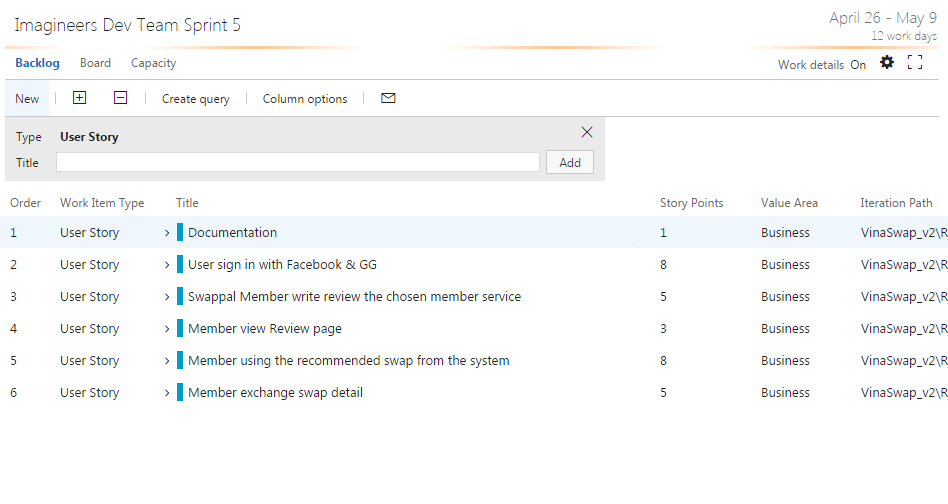 Imagineers Dev Team Sprint 5
April 26 - May 9
12 work days
Backlog Board Capacity
Work details On
New Create query Column options
Type User Story
Title Add
Order Work Item Type Title Story Points Value Area Iteration Path
1 User Story Documentation 1 Business VinaSwap_v2\R
2 User Story User sign in with Facebook & GG 8 Business VinaSwap_v2\R
3 User Story Swappal Member write review the chosen member service 5 Business VinaSwap_v2\R
4 User Story Member view Review page 3 Business VinaSwap_v2\R
5 User Story Member using the recommended swap from the system 8 Business VinaSwap_v2\R
6 User Story Member exchange swap detail 5 Business VinaSwap_v2\R